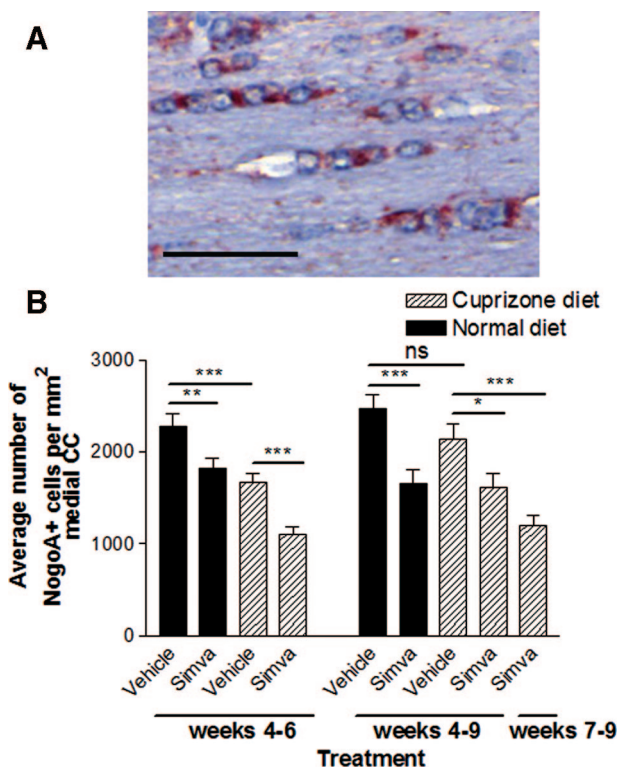 A
B
Cuprizone diet
Normal diet
Average number of
NogoA+ cells per mm2
medial CC
3000
2000
1000
0
***
**
***
ns
***
***
*
Vehicle
Simva
Vehicle
Simva
Vehicle
Simva
Vehicle
Simva
Simva
weeks 4-6
weeks 4-9
weeks 7-9
Treatment